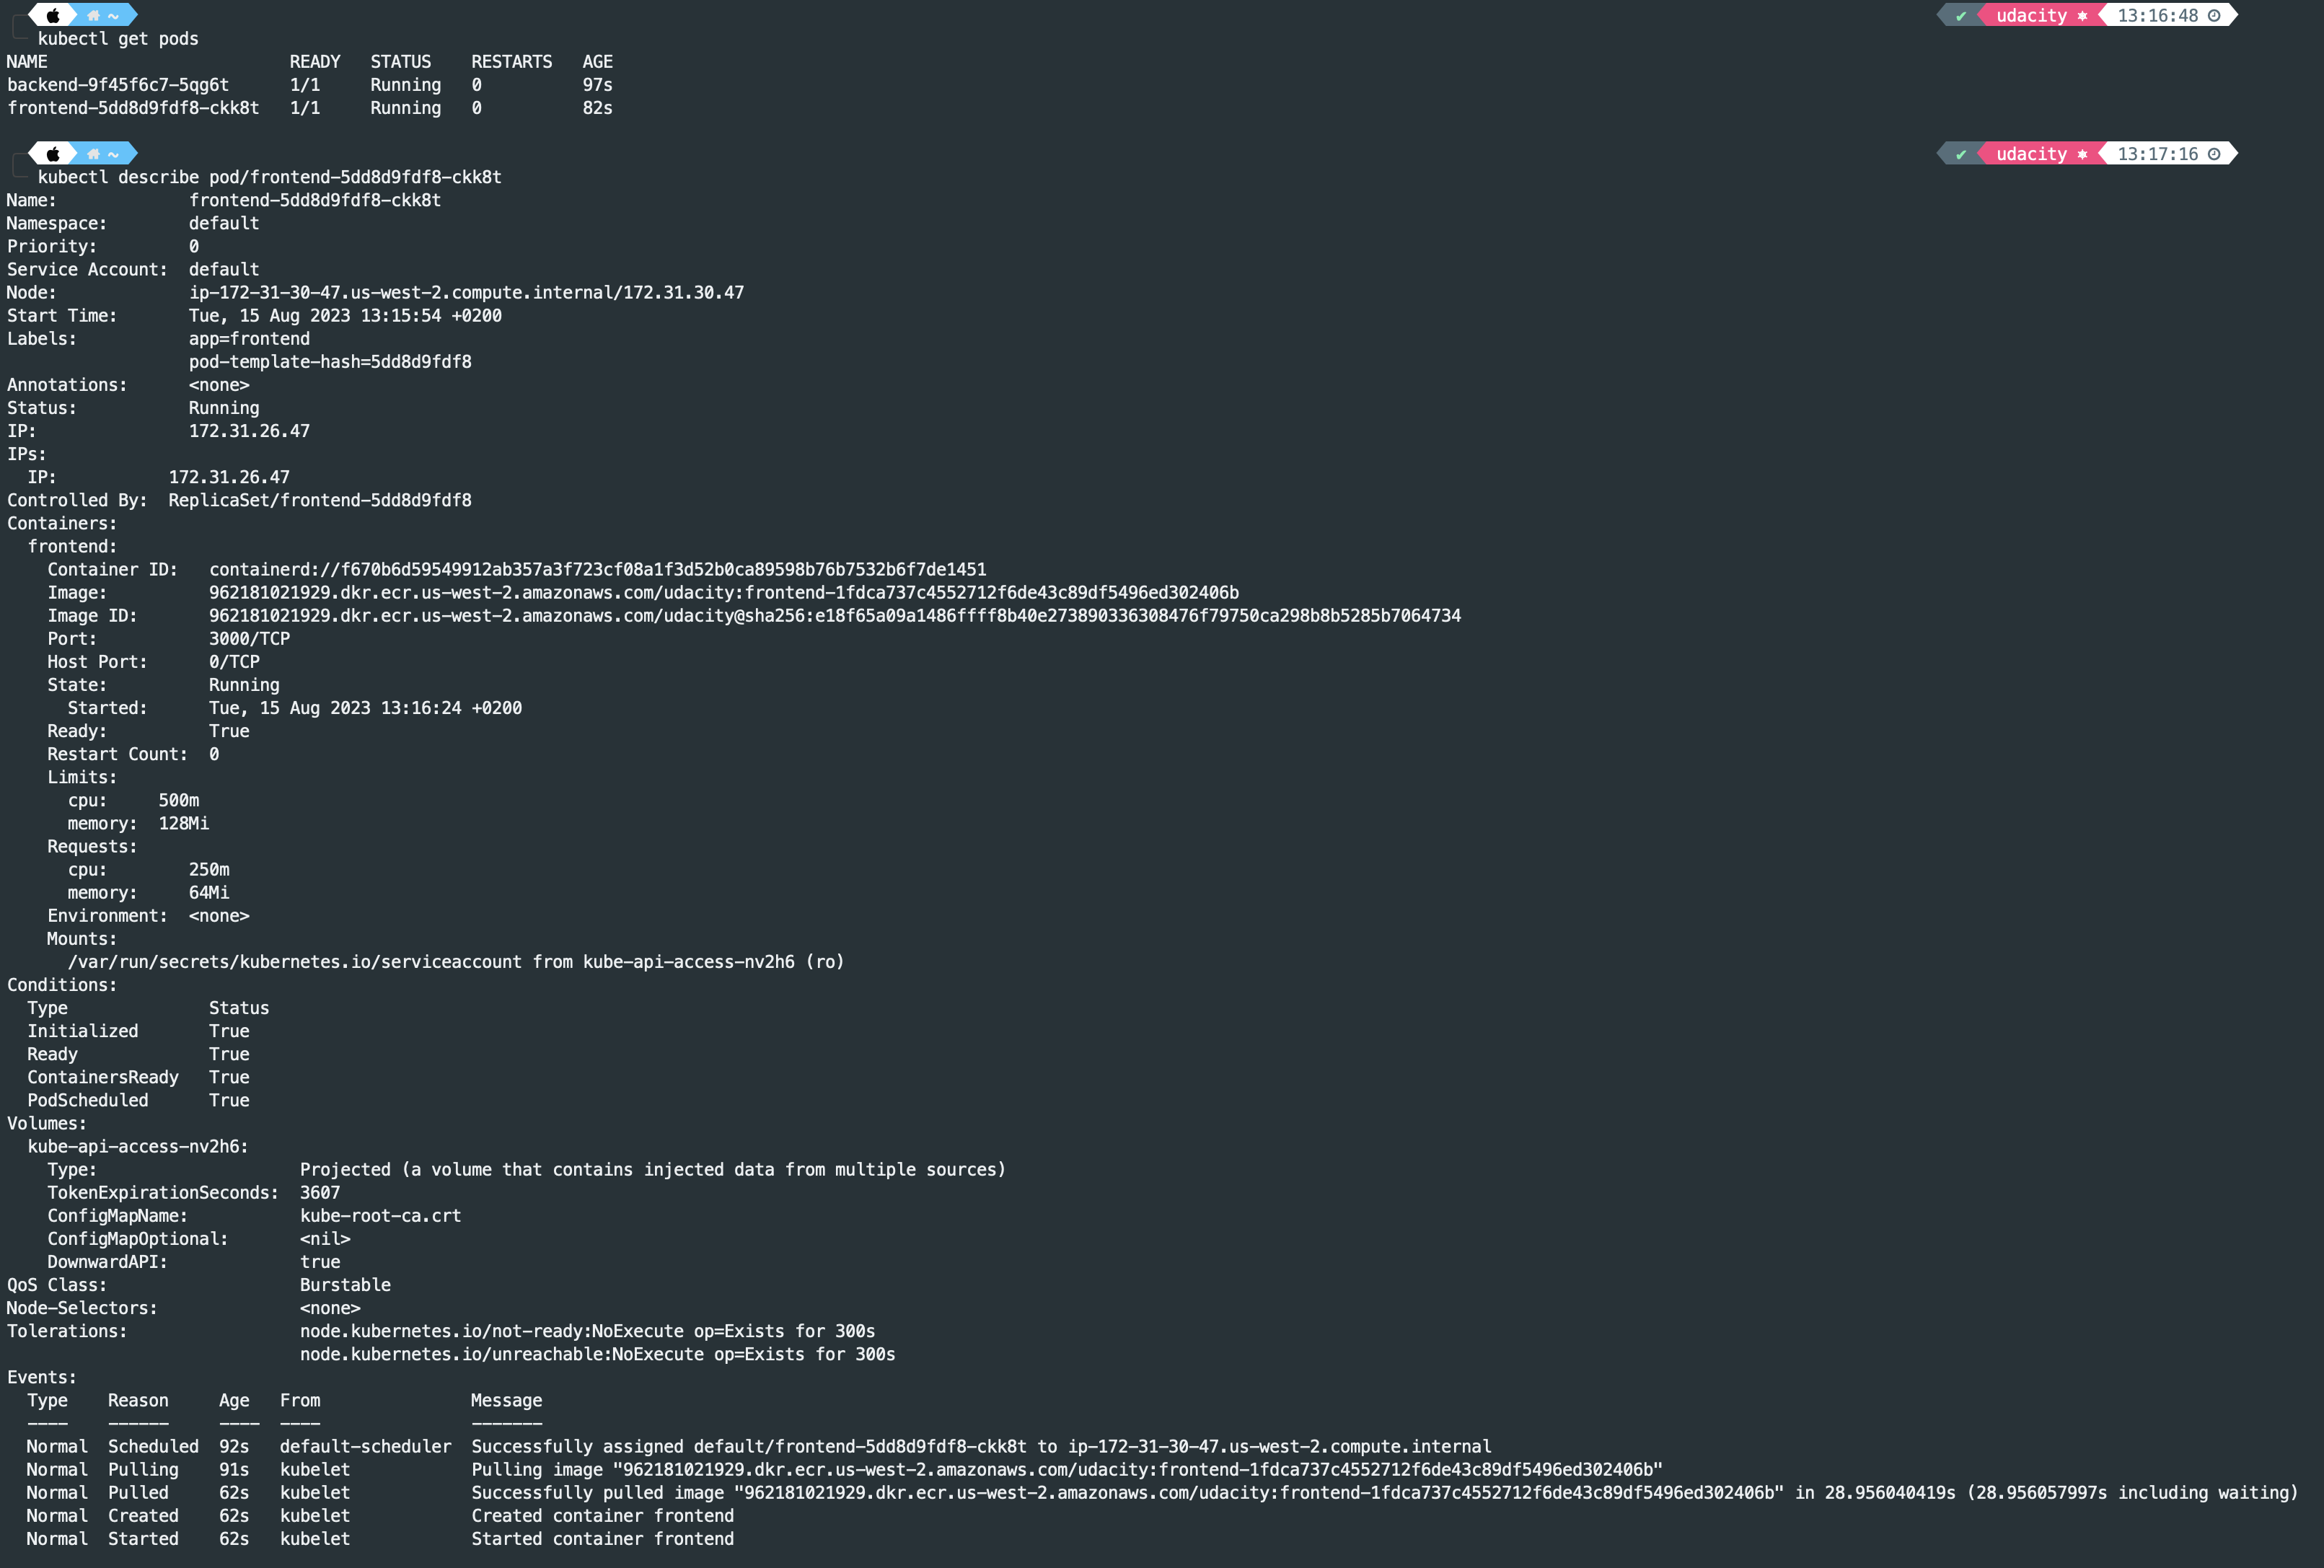 ~ udacity 13:16:48
kubectl get pods
NAME READY STATUS RESTARTS AGE
backend-9f45f6c7-5qg6t 1/1 Running 0 97s
frontend-5dd8d9fdf8-ckk8t 1/1 Running 0 82s
~ udacity 13:17:16
kubectl describe pod/frontend-5dd8d9fdf8-ckk8t
Name: frontend-5dd8d9fdf8-ckk8t
Namespace: default
Priority: 0
Service Account: default
Node: ip-172-31-30-47.us-west-2.compute.internal/172.31.30.47
Start Time: Tue, 15 Aug 2023 13:15:54 +0200
Labels: app=frontend
pod-template-hash=5dd8d9fdf8
Annotations: <none>
Status: Running
IP: 172.31.26.47
IPs:
IP: 172.31.26.47
Controlled By: ReplicaSet/frontend-5dd8d9fdf8
Containers:
frontend:
Container ID: containerd://f670b6d59549912ab357a3f723cf08a1f3d52b0ca89598b76b7532b6f7de1451
Image: 962181021929.dkr.ecr.us-west-2.amazonaws.com/udacity:frontend-1fdca737c4552712f6de43c89df5496ed302406b
Image ID: 962181021929.dkr.ecr.us-west-2.amazonaws.com/udacity@sha256:e18f65a09a1486ffff8b40e273890336308476f79750ca298b8b5285b7064734
Port: 3000/TCP
Host Port: 0/TCP
State: Running
Started: Tue, 15 Aug 2023 13:16:24 +0200
Ready: True
Restart Count: 0
Limits:
cpu: 500m
memory: 128Mi
Requests:
cpu: 250m
memory: 64Mi
Environment: <none>
Mounts:
/var/run/secrets/kubernetes.io/serviceaccount from kube-api-access-nv2h6 (ro)
Conditions:
Type Status
Initialized True
Ready True
ContainersReady True
PodScheduled True
Volumes:
kube-api-access-nv2h6:
Type: Projected (a volume that contains injected data from multiple sources)
TokenExpirationSeconds: 3607
ConfigMapName: kube-root-ca.crt
ConfigMapOptional: <nil>
DownwardAPI: true
QoS Class: Burstable
Node-Selectors: <none>
Tolerations: node.kubernetes.io/not-ready:NoExecute op=Exists for 300s
node.kubernetes.io/unreachable:NoExecute op=Exists for 300s
Events:
Type Reason Age From Message
---- ------ ---- ---- -------
Normal Scheduled 92s default-scheduler Successfully assigned default/frontend-5dd8d9fdf8-ckk8t to ip-172-31-30-47.us-west-2.compute.internal
Normal Pulling 91s kubelet Pulling image "962181021929.dkr.ecr.us-west-2.amazonaws.com/udacity:frontend-1fdca737c4552712f6de43c89df5496ed302406b"
Normal Pulled 62s kubelet Successfully pulled image "962181021929.dkr.ecr.us-west-2.amazonaws.com/udacity:frontend-1fdca737c4552712f6de43c89df5496ed302406b" in 28.956040419s (28.956057997s including waiting)
Normal Created 62s kubelet Created container frontend
Normal Started 62s kubelet Started container frontend